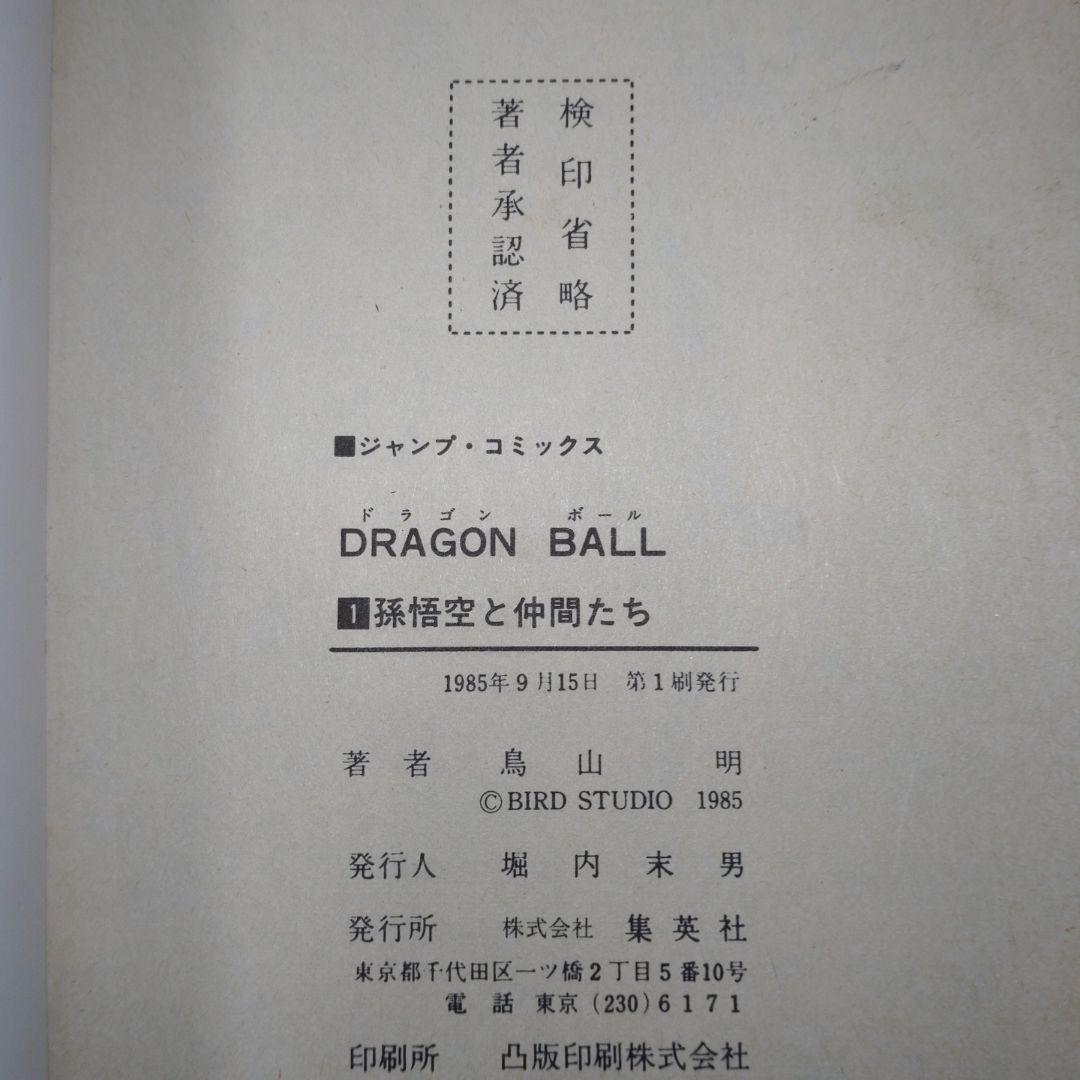 検印省略
著者承認済
■ジャンプ・コミックス
ドラゴン ボール
DRAGON BALL
1孫悟空と仲間たち
1985年9月15日 第1刷発行
著者 鳥山 明
©BIRD STUDIO 1985
発行人 堀内末男
発行所 株式会社 集英社
東京都千代田区一ツ橋2丁目5番10号
電話 東京(230)6171
印刷所 凸版印刷株式会社